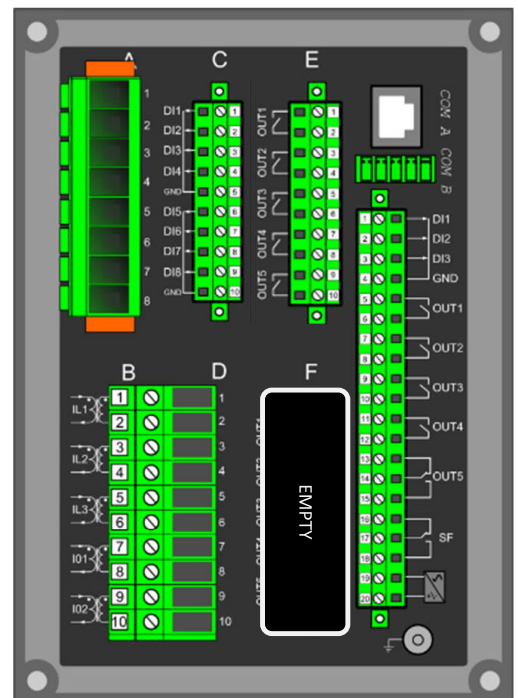 A
C
E
1
2
3
4
5
6
7
8
DI1
DI2
DI3
DI4
GND
DI5
DI6
DI7
DI8
GND
1
2
3
4
5
6
7
8
9
10
OUT1
OUT2
OUT3
OUT4
OUT5
1
2
3
4
5
6
7
8
9
10
COM A
COM B
1
2
3
4
5
6
7
8
9
10
11
12
13
14
15
16
17
18
19
20
DI1
DI2
DI3
GND
OUT1
OUT2
OUT3
OUT4
OUT5
SF
B
D
F
IL1
IL2
IL3
I01
I02
1
2
3
4
5
6
7
8
9
10
1
2
3
4
5
6
7
8
9
10
EMPTY